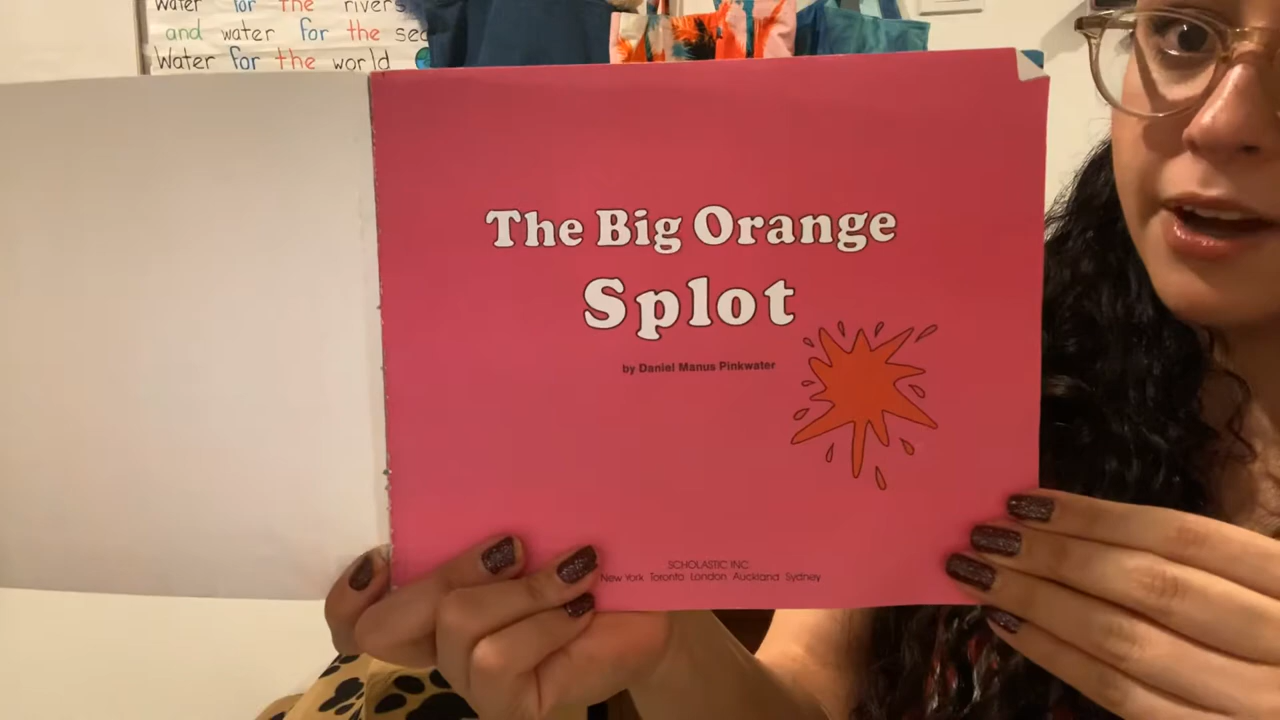 water for the rivers
and water for the sea
Water for the world
The Big Orange
Splot
by Daniel Manus Pinkwater
SCHOLASTIC INC.
New York Toronto London Auckland Sydney